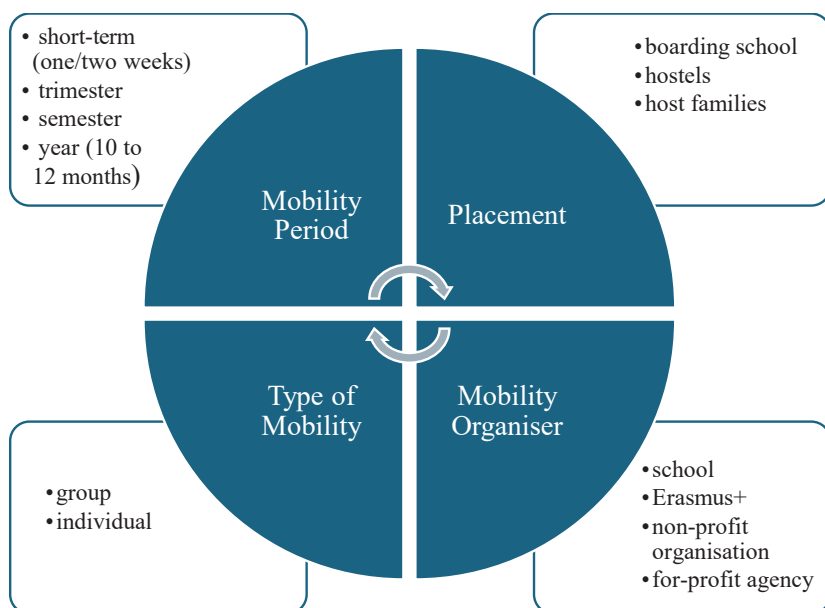 • short-term
(one/two weeks)
• trimester
• semester
• year (10 to
12 months)
• boarding school
• hostels
• host families
Mobility
Period
Placement
Type of
Mobility
Mobility
Organiser
• group
• individual
• school
• Erasmus+
• non-profit
organisation
• for-profit agency